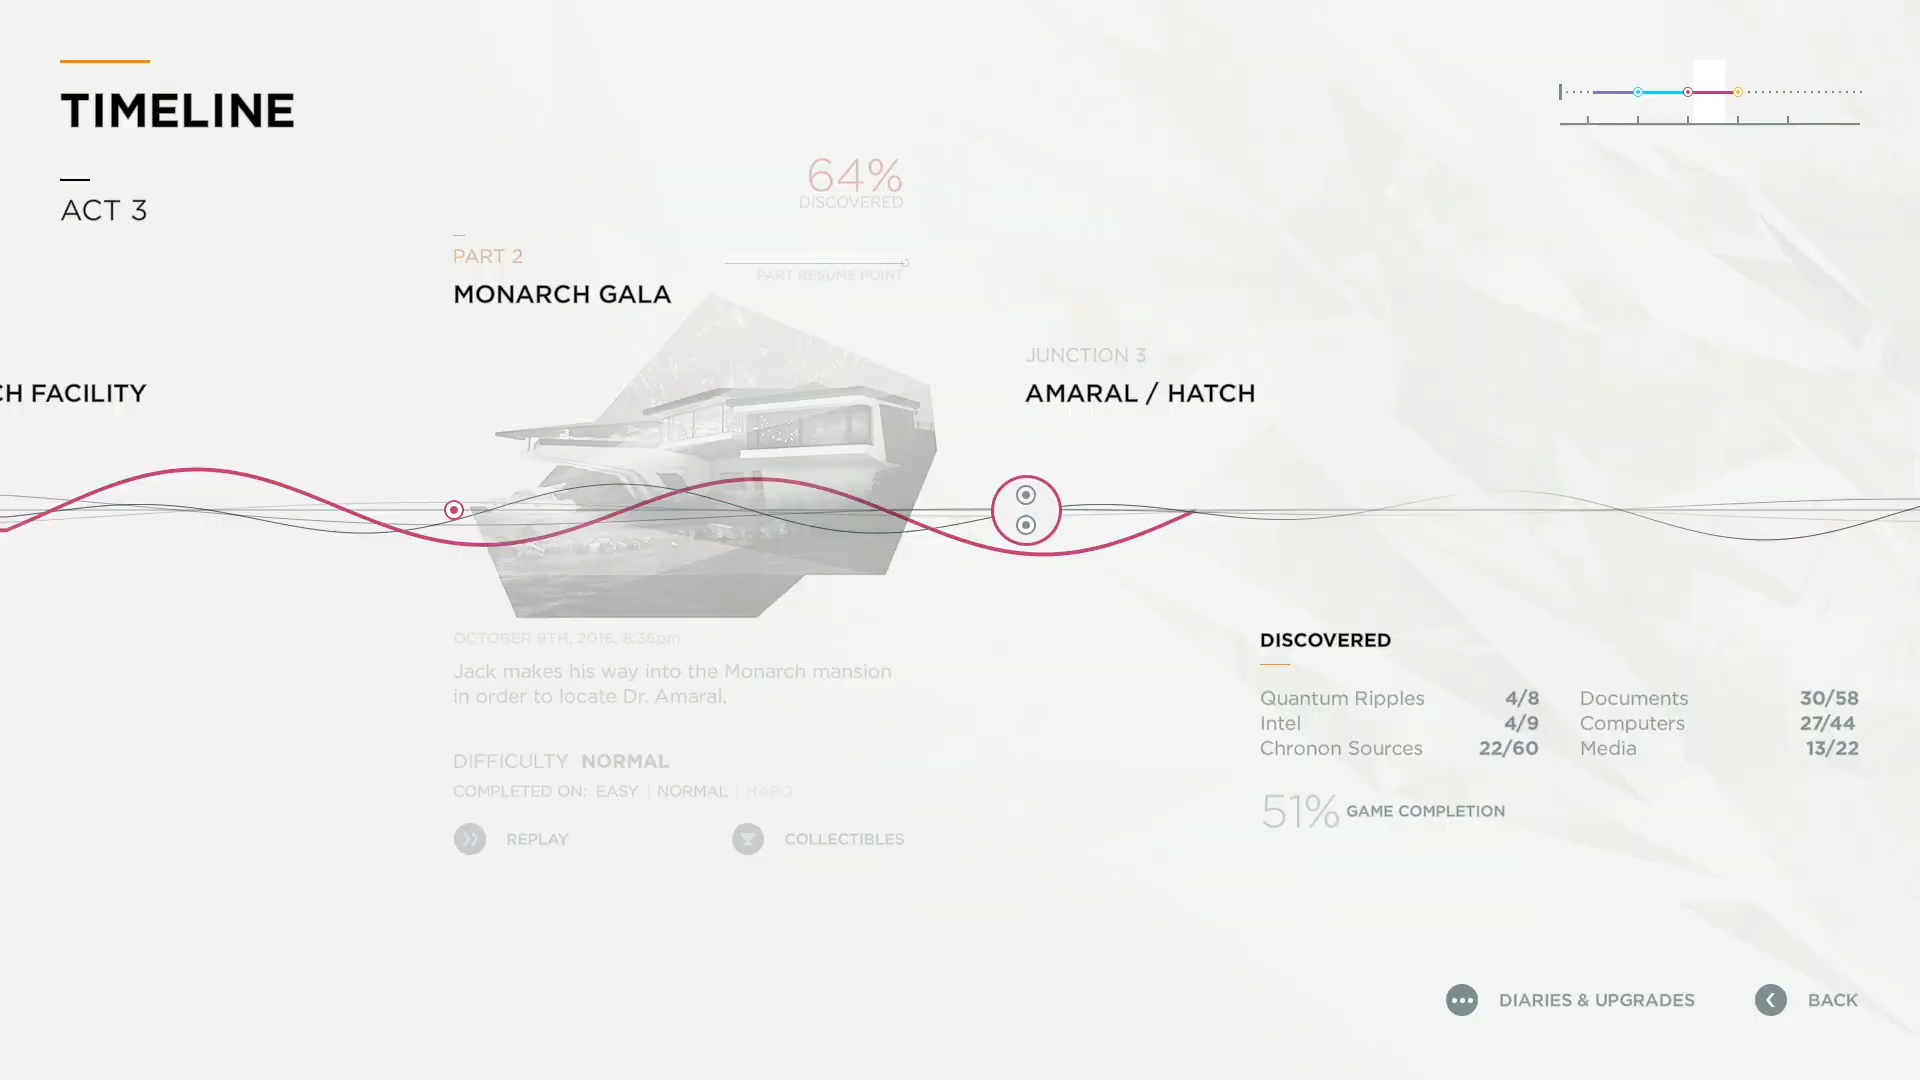 TIMELINE
ACT 3
64%
DISCOVERED
PART 2
MONARCH GALA
PART RESUME POINT
JUNCTION 3
AMARAL / HATCH
CH FACILITY
OCTOBER 9TH, 2016, 8:36pm
Jack makes his way into the Monarch mansion
in order to locate Dr. Amaral.
DIFFICULTY NORMAL
COMPLETED ON: EASY | NORMAL | HARD
REPLAY
COLLECTIBLES
DISCOVERED
Quantum Ripples 4/8
Intel 4/9
Chronon Sources 22/60
Documents 30/58
Computers 27/44
Media 13/22
51% GAME COMPLETION
DIARIES & UPGRADES
BACK